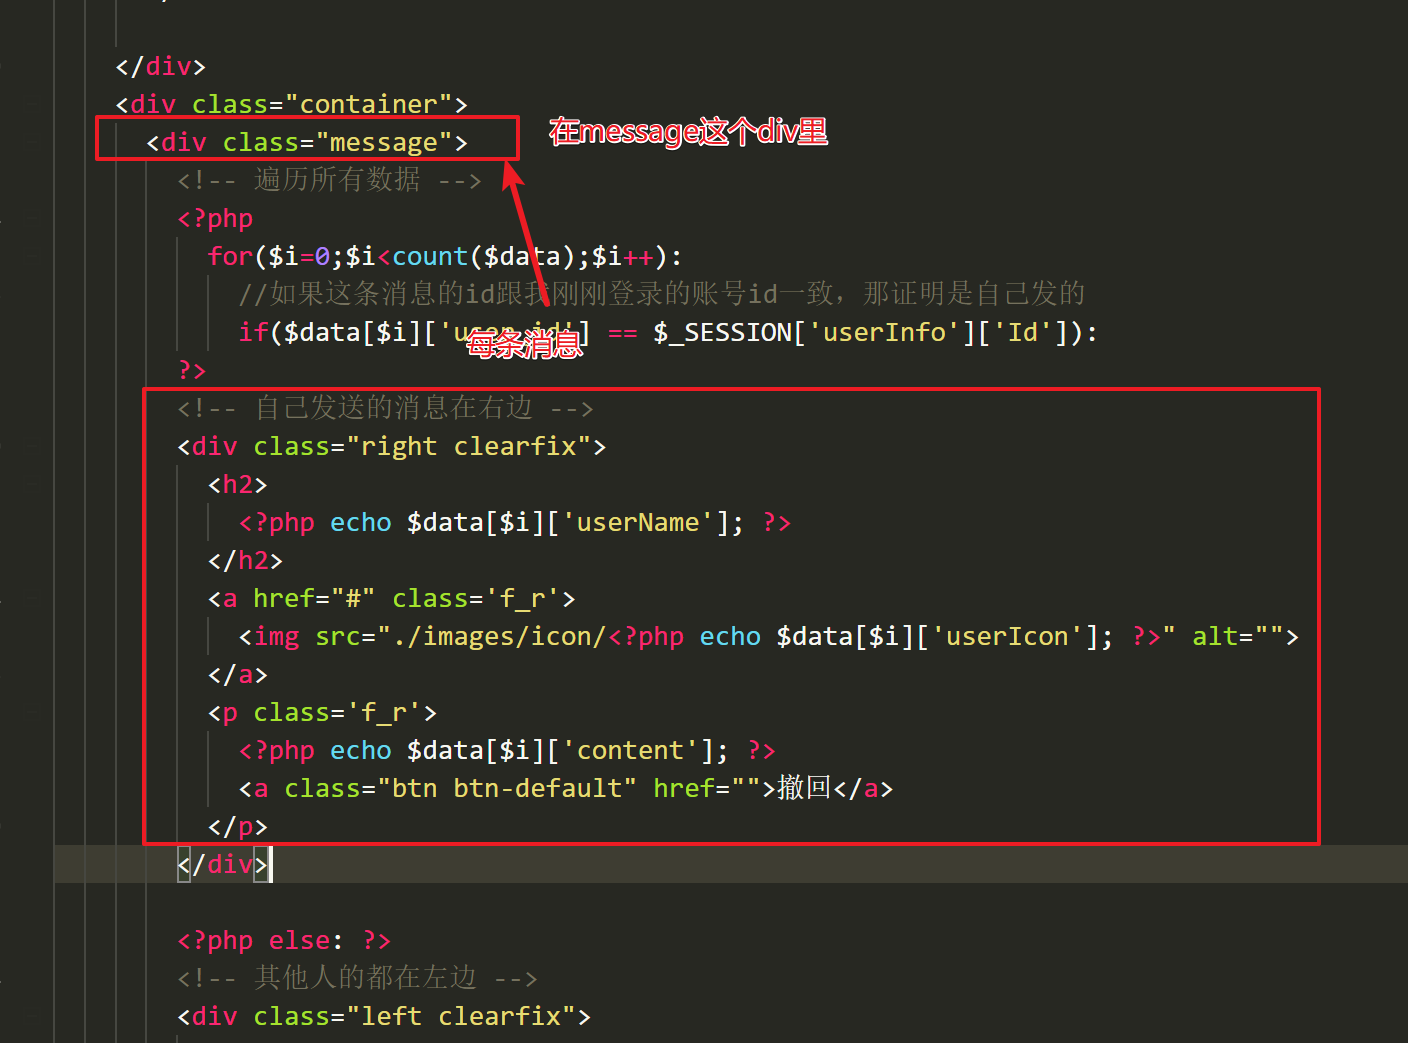 </div>
<div class="container">
<div class="message">
在message这个div里
<!-- 遍历所有数据 -->
<?php
for($i=0;$i<count($data);$i++):
//如果这条消息的id跟我刚刚登录的账号id一致，那证明是自己发的
if($data[$i]['user_id'] == $_SESSION['userInfo']['Id']):
每条消息
?>
<!-- 自己发送的消息在右边 -->
<div class="right clearfix">
<h2>
<?php echo $data[$i]['userName']; ?>
</h2>
<a href="#" class='f_r'>
<img src="./images/icon/<?php echo $data[$i]['userIcon']; ?>" alt="">
</a>
<p class='f_r'>
<?php echo $data[$i]['content']; ?>
<a class="btn btn-default" href="">撤回</a>
</p>
</div>
<?php else: ?>
<!-- 其他人的都在左边 -->
<div class="left clearfix">